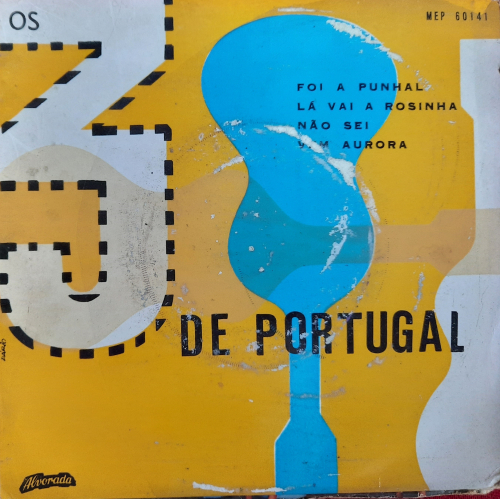 OS
MEP 60141
FOI A PUNHAL
LÁ VAI A ROSINHA
NÃO SEI
AURORA
DE PORTUGAL
Alvorada